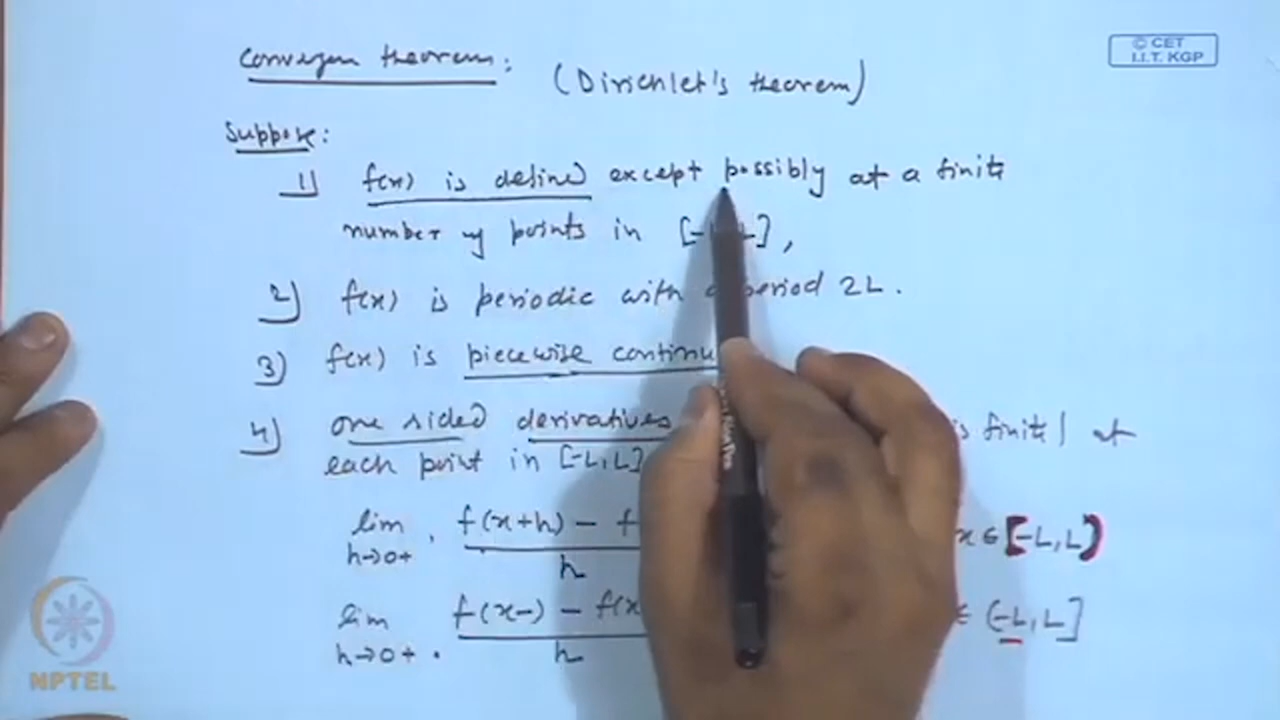 © CET
I.I.T. KGP
Convergen theorem:
(Dirichlet's theorem)
Suppose:
1) f(x) is defined except possibly at a finite
number of points in [-L, L],
2) f(x) is periodic with period 2L.
3) f(x) is piecewise continu
4) one sided derivatives is finite) at
each point in [-L, L]
lim h→0+ f(x+h) - f / h x ∈ [-L, L)
lim h→0+ f(x-) - f(x / h ∈ (-L, L]
NPTEL